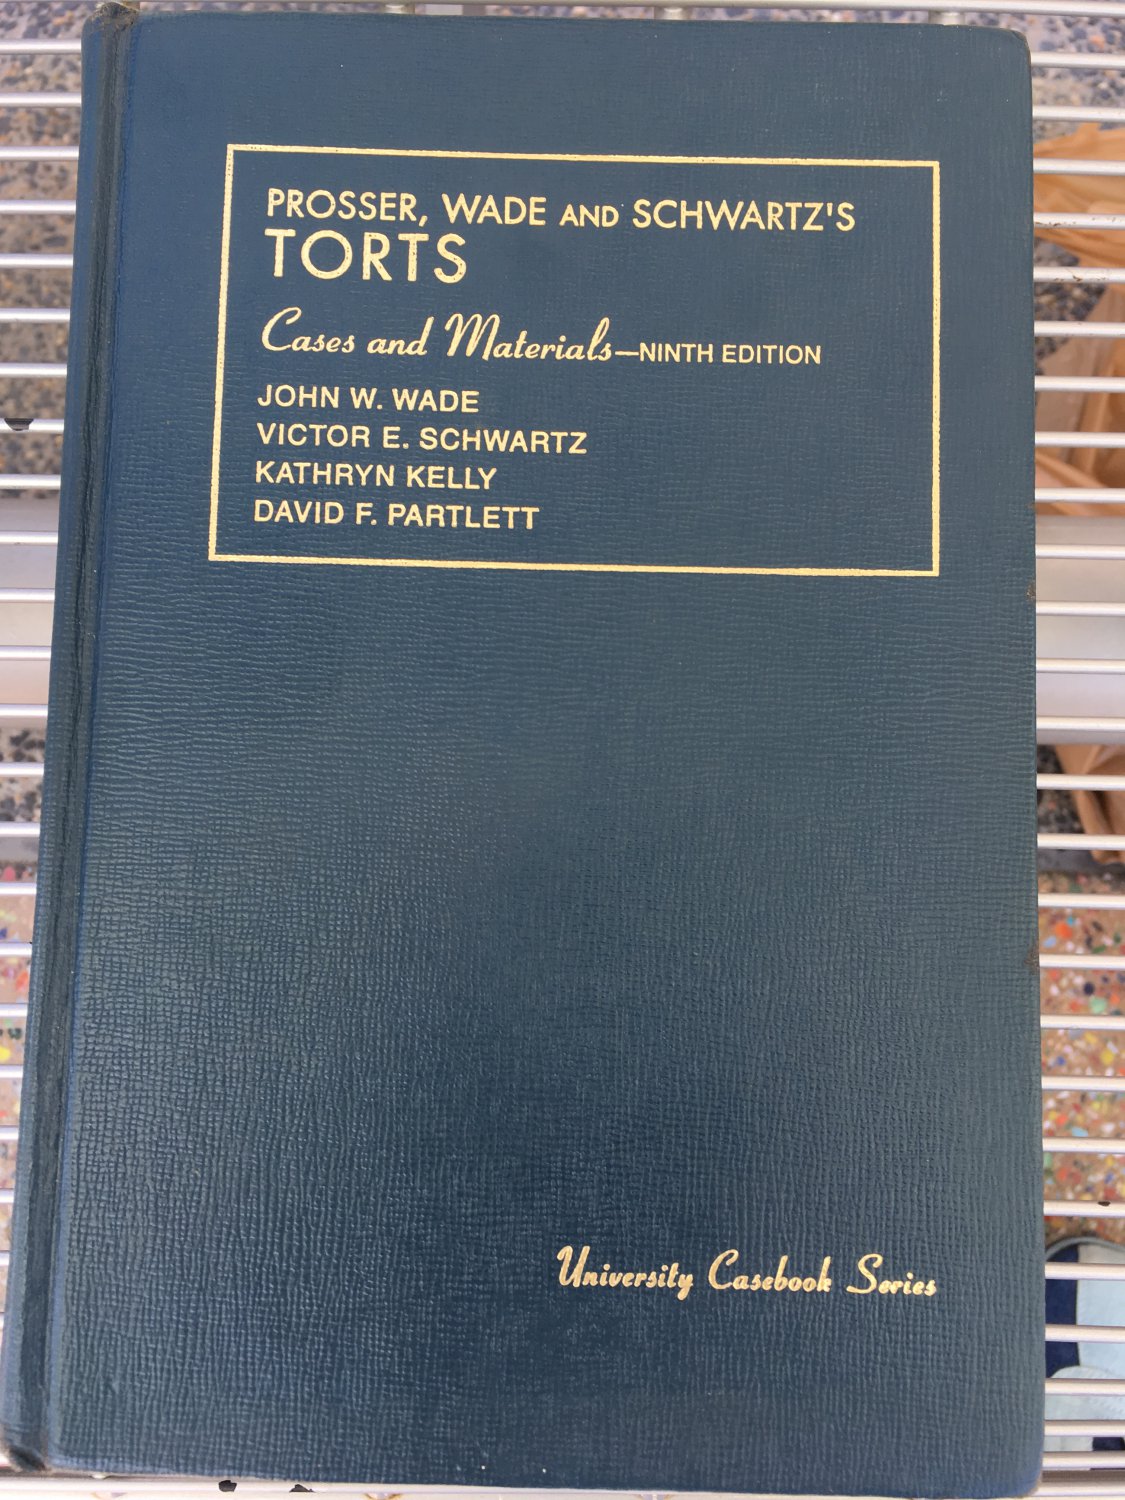 PROSSER, WADE AND SCHWARTZ'S
TORTS
Cases and Materials—NINTH EDITION
JOHN W. WADE
VICTOR E. SCHWARTZ
KATHRYN KELLY
DAVID F. PARTLETT
University Casebook Series